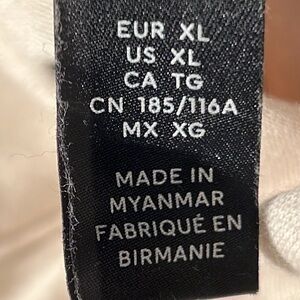 EUR XL
US XL
CA TG
CN 185/116A
MX XG
MADE IN
MYANMAR
FABRIQUÉ EN
BIRMANIE